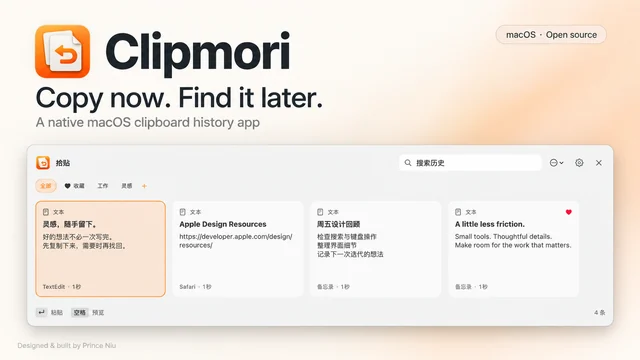 Clipmori
macOS · Open source
Copy now. Find it later.
A native macOS clipboard history app
拾贴
搜索历史
全部
收藏
工作
灵感
+
文本
灵感，随手留下。
好的想法不必一次写完。
先复制下来，需要时再找回。
TextEdit · 1秒
文本
Apple Design Resources
https://developer.apple.com/design/
resources/
Safari · 1秒
文本
周五设计回顾
检查搜索与键盘操作
整理界面细节
记录下一次迭代的想法
备忘录 · 1秒
文本
A little less friction.
Small tools. Thoughtful details.
Make room for the work that matters.
备忘录 · 1秒
粘贴
空格 预览
4 条
Designed & built by Prince Niu